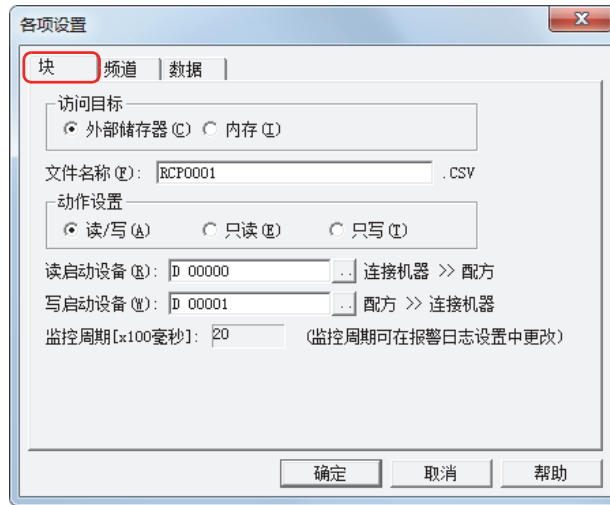 各项设置
块 频道 数据
访问目标
外部储存器(C) 内存(I)
文件名称(F): RCP0001 .CSV
动作设置
读/写(A) 只读(E) 只写(T)
读启动设备(R): D 00000 .. 连接机器 >> 配方
写启动设备(W): D 00001 .. 配方 >> 连接机器
监控周期[x100毫秒]: 20 (监控周期可在报警日志设置中更改)
确定 取消 帮助